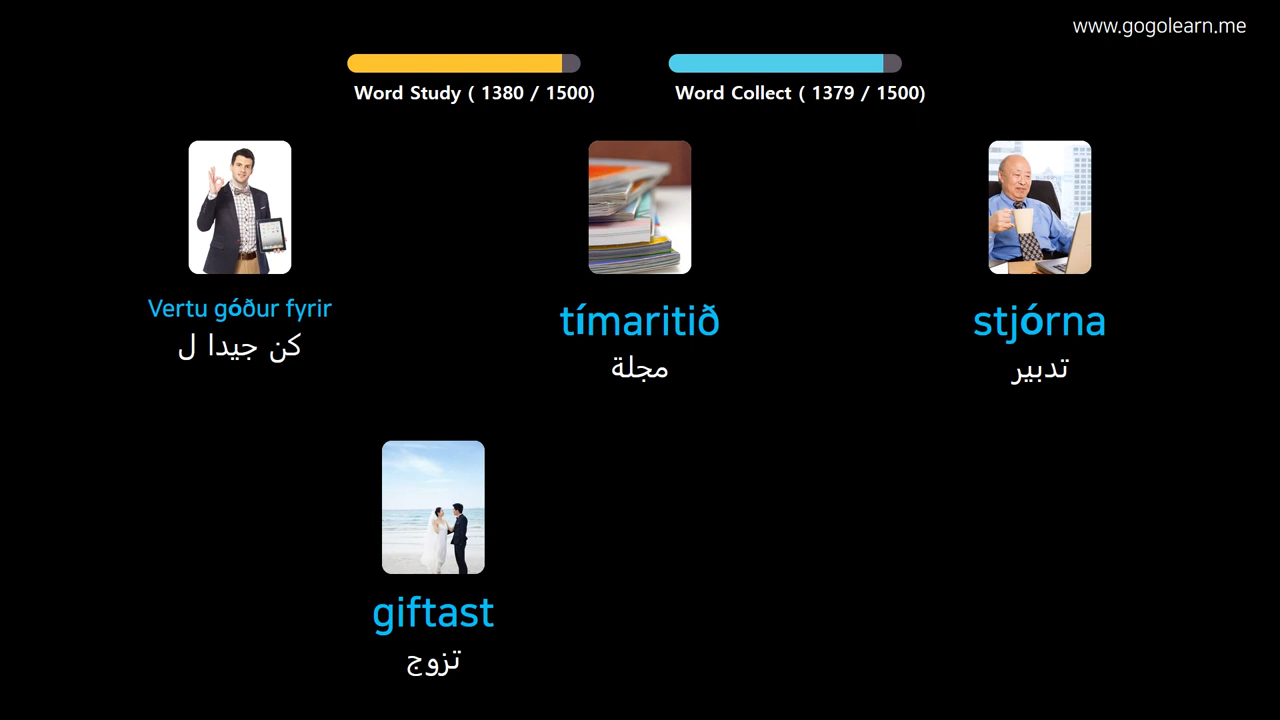 www.gogolearn.me
Word Study ( 1380 / 1500)
Word Collect ( 1379 / 1500)
Vertu góður fyrir
كن جيدا ل
tímaritið
مجلة
stjórna
تدبير
giftast
تزوج